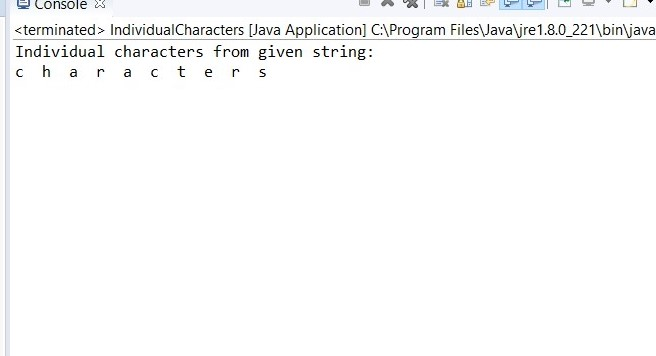 Console
<terminated> IndividualCharacters [Java Application] C:\Program Files\Java\jre1.8.0_221\bin\java
Individual characters from given string:
c h a r a c t e r s